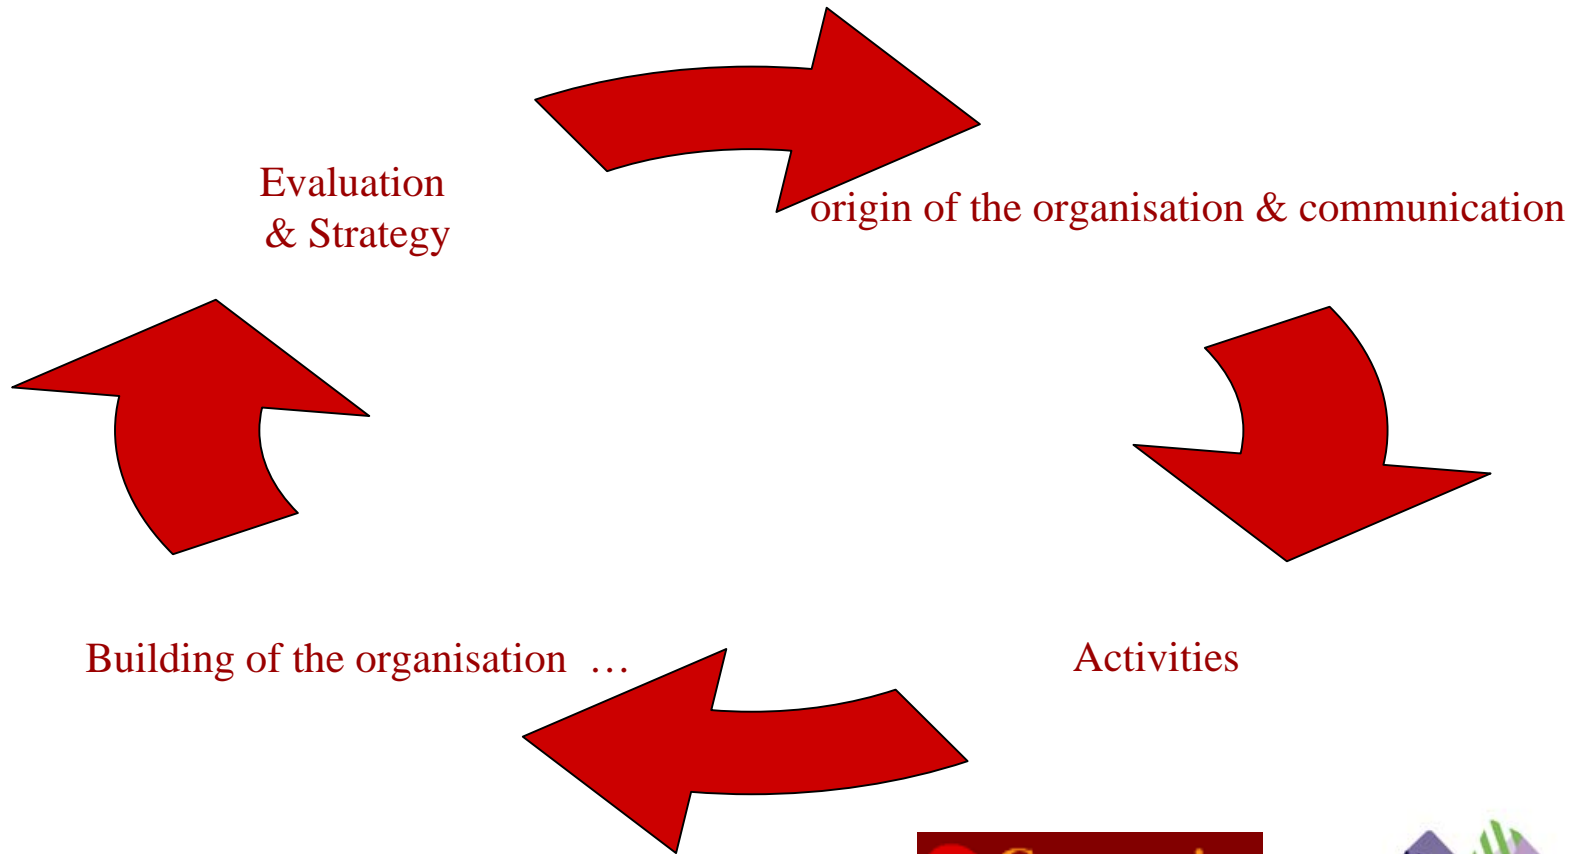 Evaluation
& Strategy
origin of the organisation & communication
Building of the organisation …
Activities